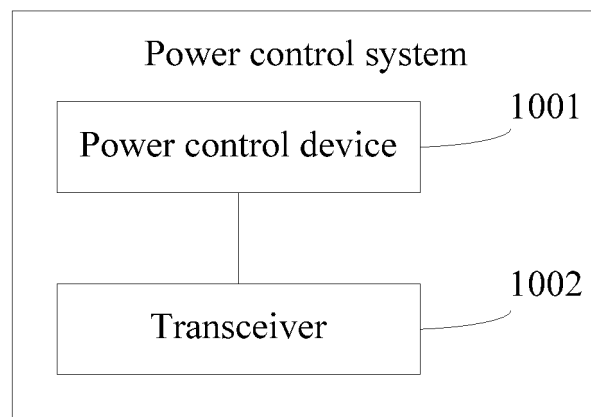 Power control system
1001
Power control device
1002
Transceiver